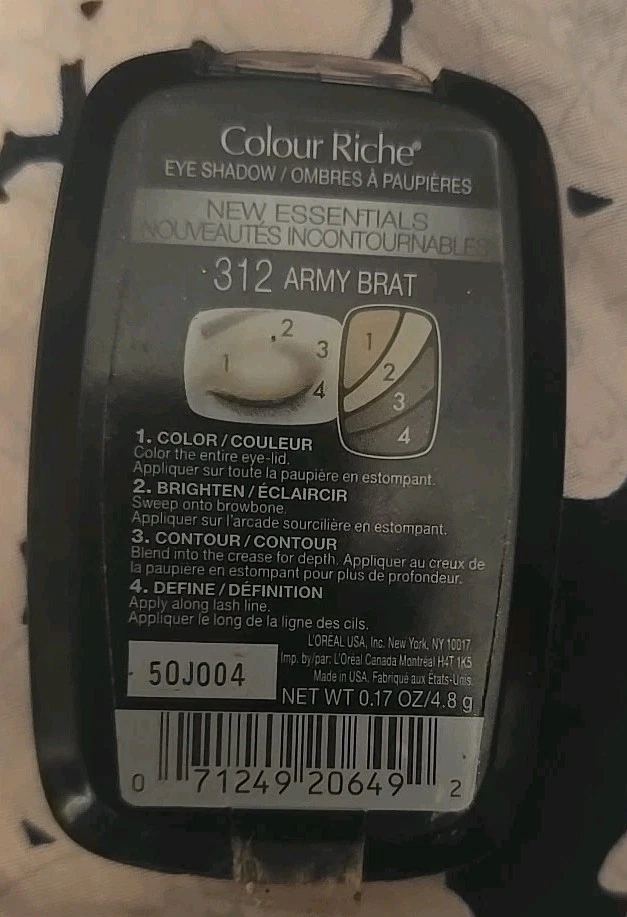 Colour Riche®
EYE SHADOW / OMBRES À PAUPIÈRES
NEW ESSENTIALS
NOUVEAUTÉS INCONTOURNABLES
312 ARMY BRAT
1 2 3 4
1 2 3 4
1. COLOR / COULEUR
Color the entire eye-lid.
Appliquer sur toute la paupière en estompant.
2. BRIGHTEN / ÉCLAIRCIR
Sweep onto browbone.
Appliquer sur l'arcade sourcilière en estompant.
3. CONTOUR / CONTOUR
Blend into the crease for depth. Appliquer au creux de
la paupière en estompant pour plus de profondeur.
4. DEFINE / DÉFINITION
Apply along lash line.
Appliquer le long de la ligne des cils.
L'ORÉAL USA, Inc. New York, NY 10017
Imp. by/par: L'Oréal Canada Montréal H4T 1K5
Made in USA, Fabriqué aux États-Unis.
50J004
NET WT 0.17 OZ/4.8 g
0 71249 20649 2